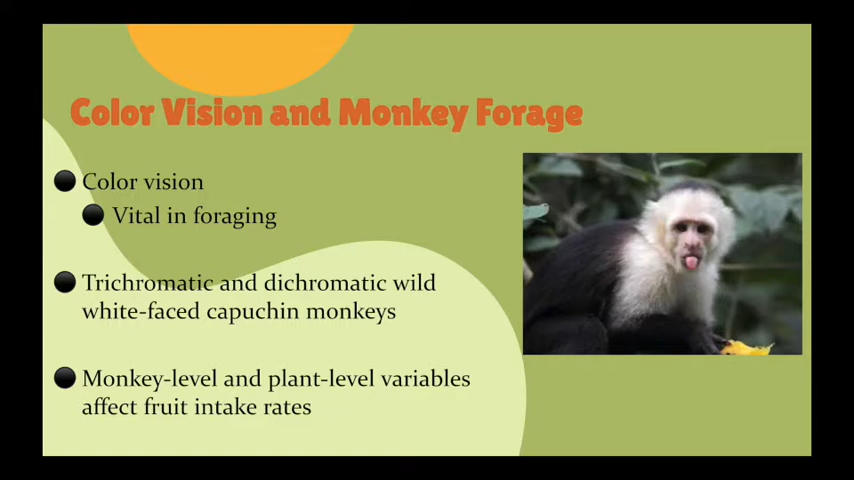 Color Vision and Monkey Forage
Color vision
Vital in foraging
Trichromatic and dichromatic wild
white-faced capuchin monkeys
Monkey-level and plant-level variables
affect fruit intake rates